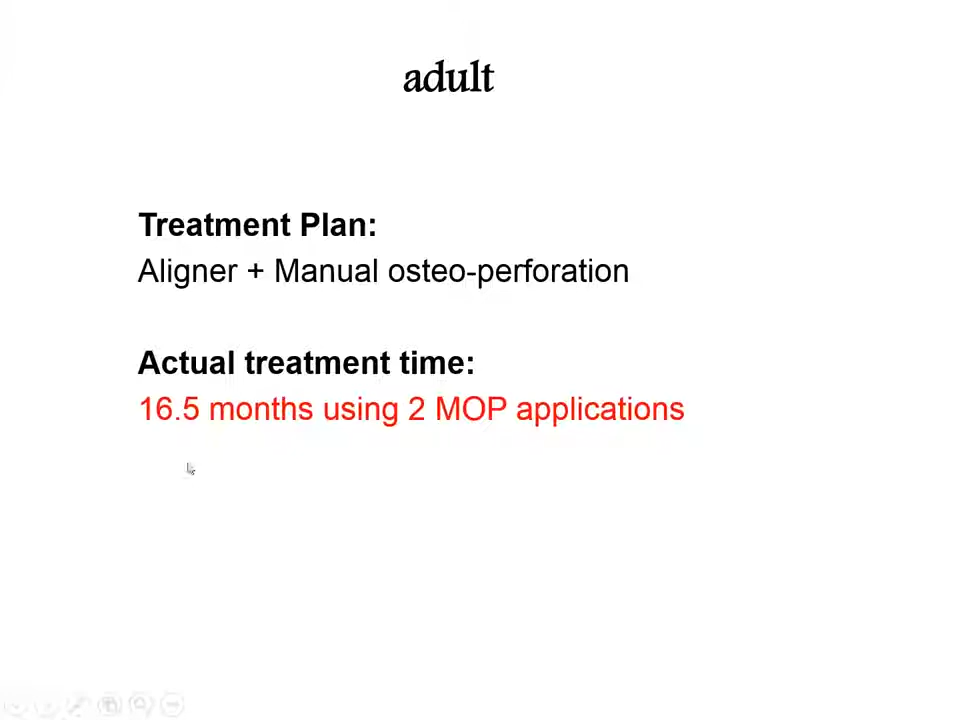 adult
Treatment Plan:
Aligner + Manual osteo-perforation
Actual treatment time:
16.5 months using 2 MOP applications